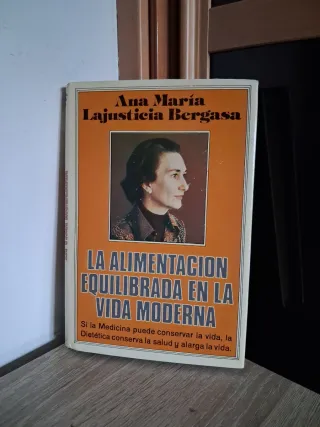 Ana María
Lajusticia Bergasa
LA ALIMENTACION
EQUILIBRADA EN LA
VIDA MODERNA
Si la Medicina puede conservar la vida, la
Dietética conserva la salud y alarga la vida.